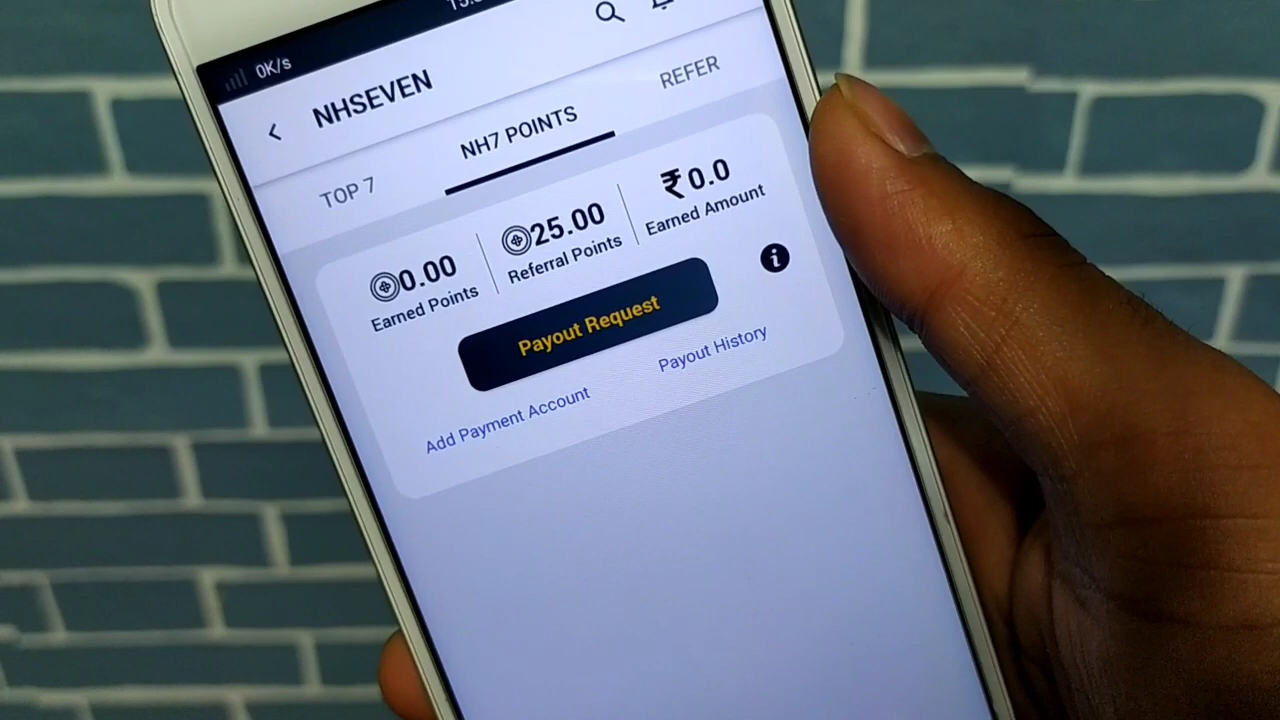 0K/s
NHSEVEN
TOP 7
NH7 POINTS
REFER
0.00
Earned Points
25.00
Referral Points
₹0.0
Earned Amount
Payout Request
Add Payment Account
Payout History